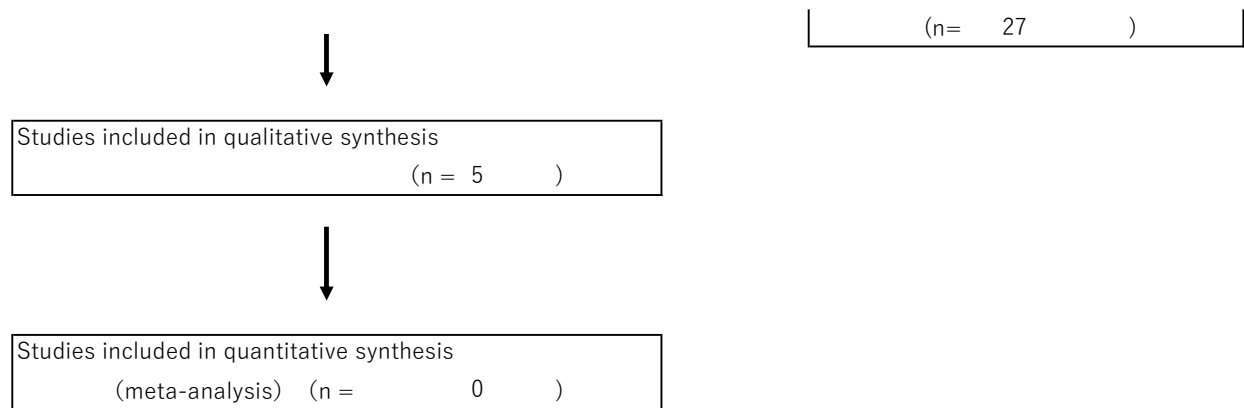 (n= 27 )
Studies included in qualitative synthesis
(n = 5 )
Studies included in quantitative synthesis
(meta-analysis) (n = 0 )